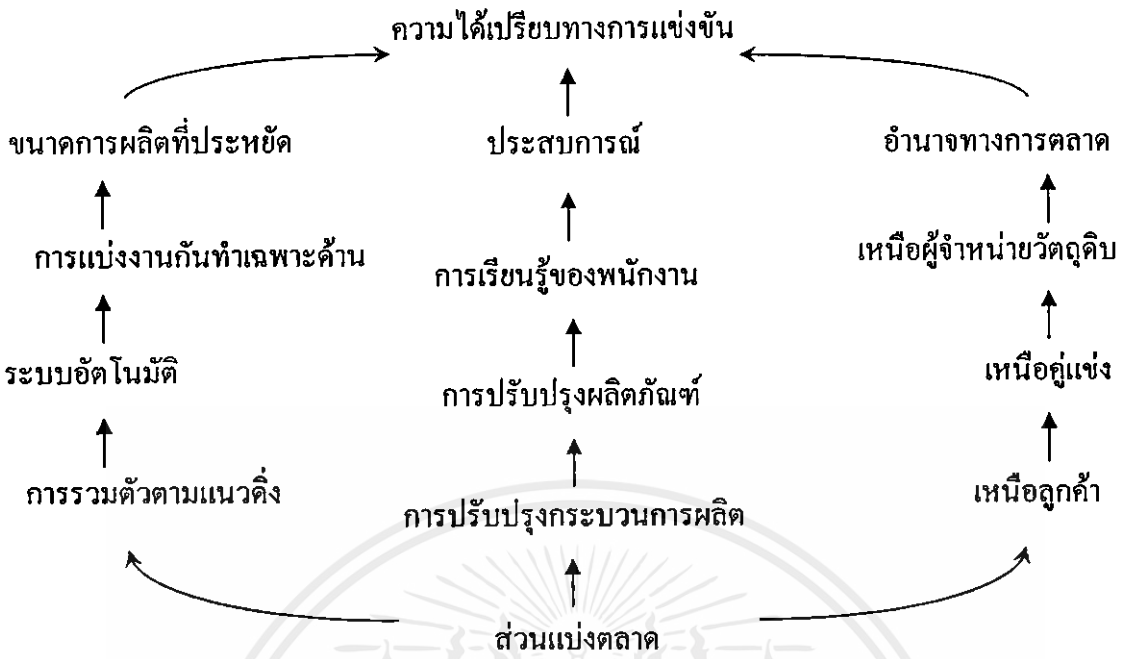 ความได้เปรียบทางการแข่งขัน
ขนาดการผลิตที่ประหยัด
ประสบการณ์
อำนาจทางการตลาด
การแบ่งงานกันทำเฉพาะด้าน
การเรียนรู้ของพนักงาน
เหนือผู้จำหน่ายวัตถุดิบ
ระบบอัตโนมัติ
การปรับปรุงผลิตภัณฑ์
เหนือคู่แข่ง
การรวมตัวตามแนวดิ่ง
การปรับปรุงกระบวนการผลิต
เหนือลูกค้า
ส่วนแบ่งตลาด